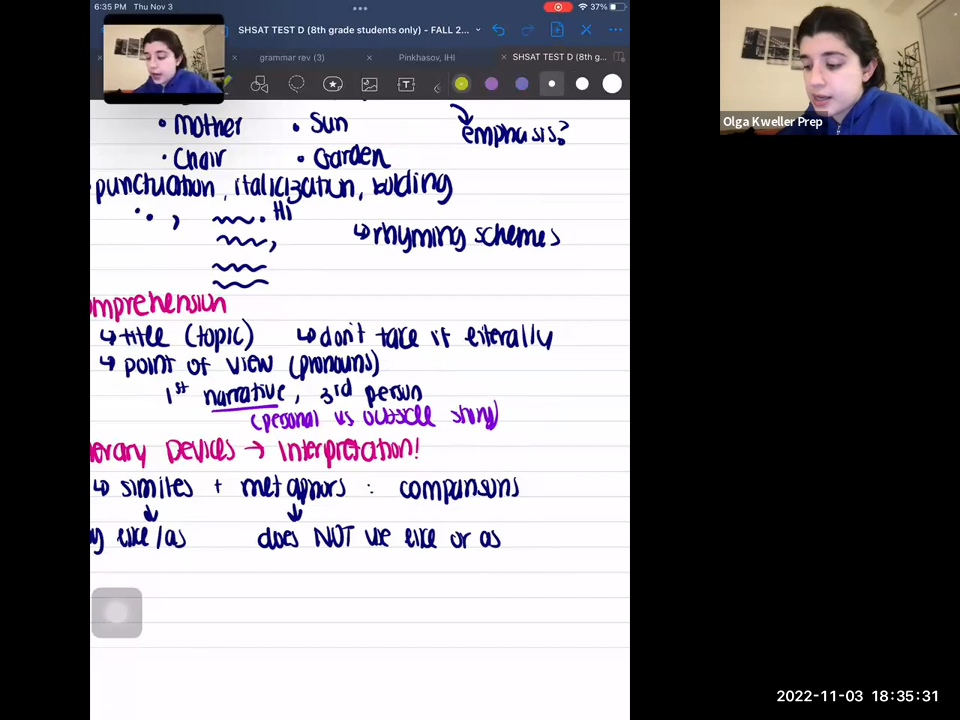 6:35 PM Thu Nov 3
37%
SHSAT TEST D (8th grade students only) - FALL 2...
grammar rev (3)
Pinkhasov, IHI
SHSAT TEST D (8th g...
Olga Kweller Prep
• Mother • Sun
emphasis?
• Chair • Garden
punctuation, italicization, bolding
Hi
↳ rhyming schemes
omprehension
↳ title (topic) ↳ don't take it literally
↳ point of view (pronouns)
1st narrative, 3rd person
(personal vs outside story)
erary Devices → Interpretation!
↳ similes + metaphors : comparisons
like/as does NOT use like or as
2022-11-03 18:35:31